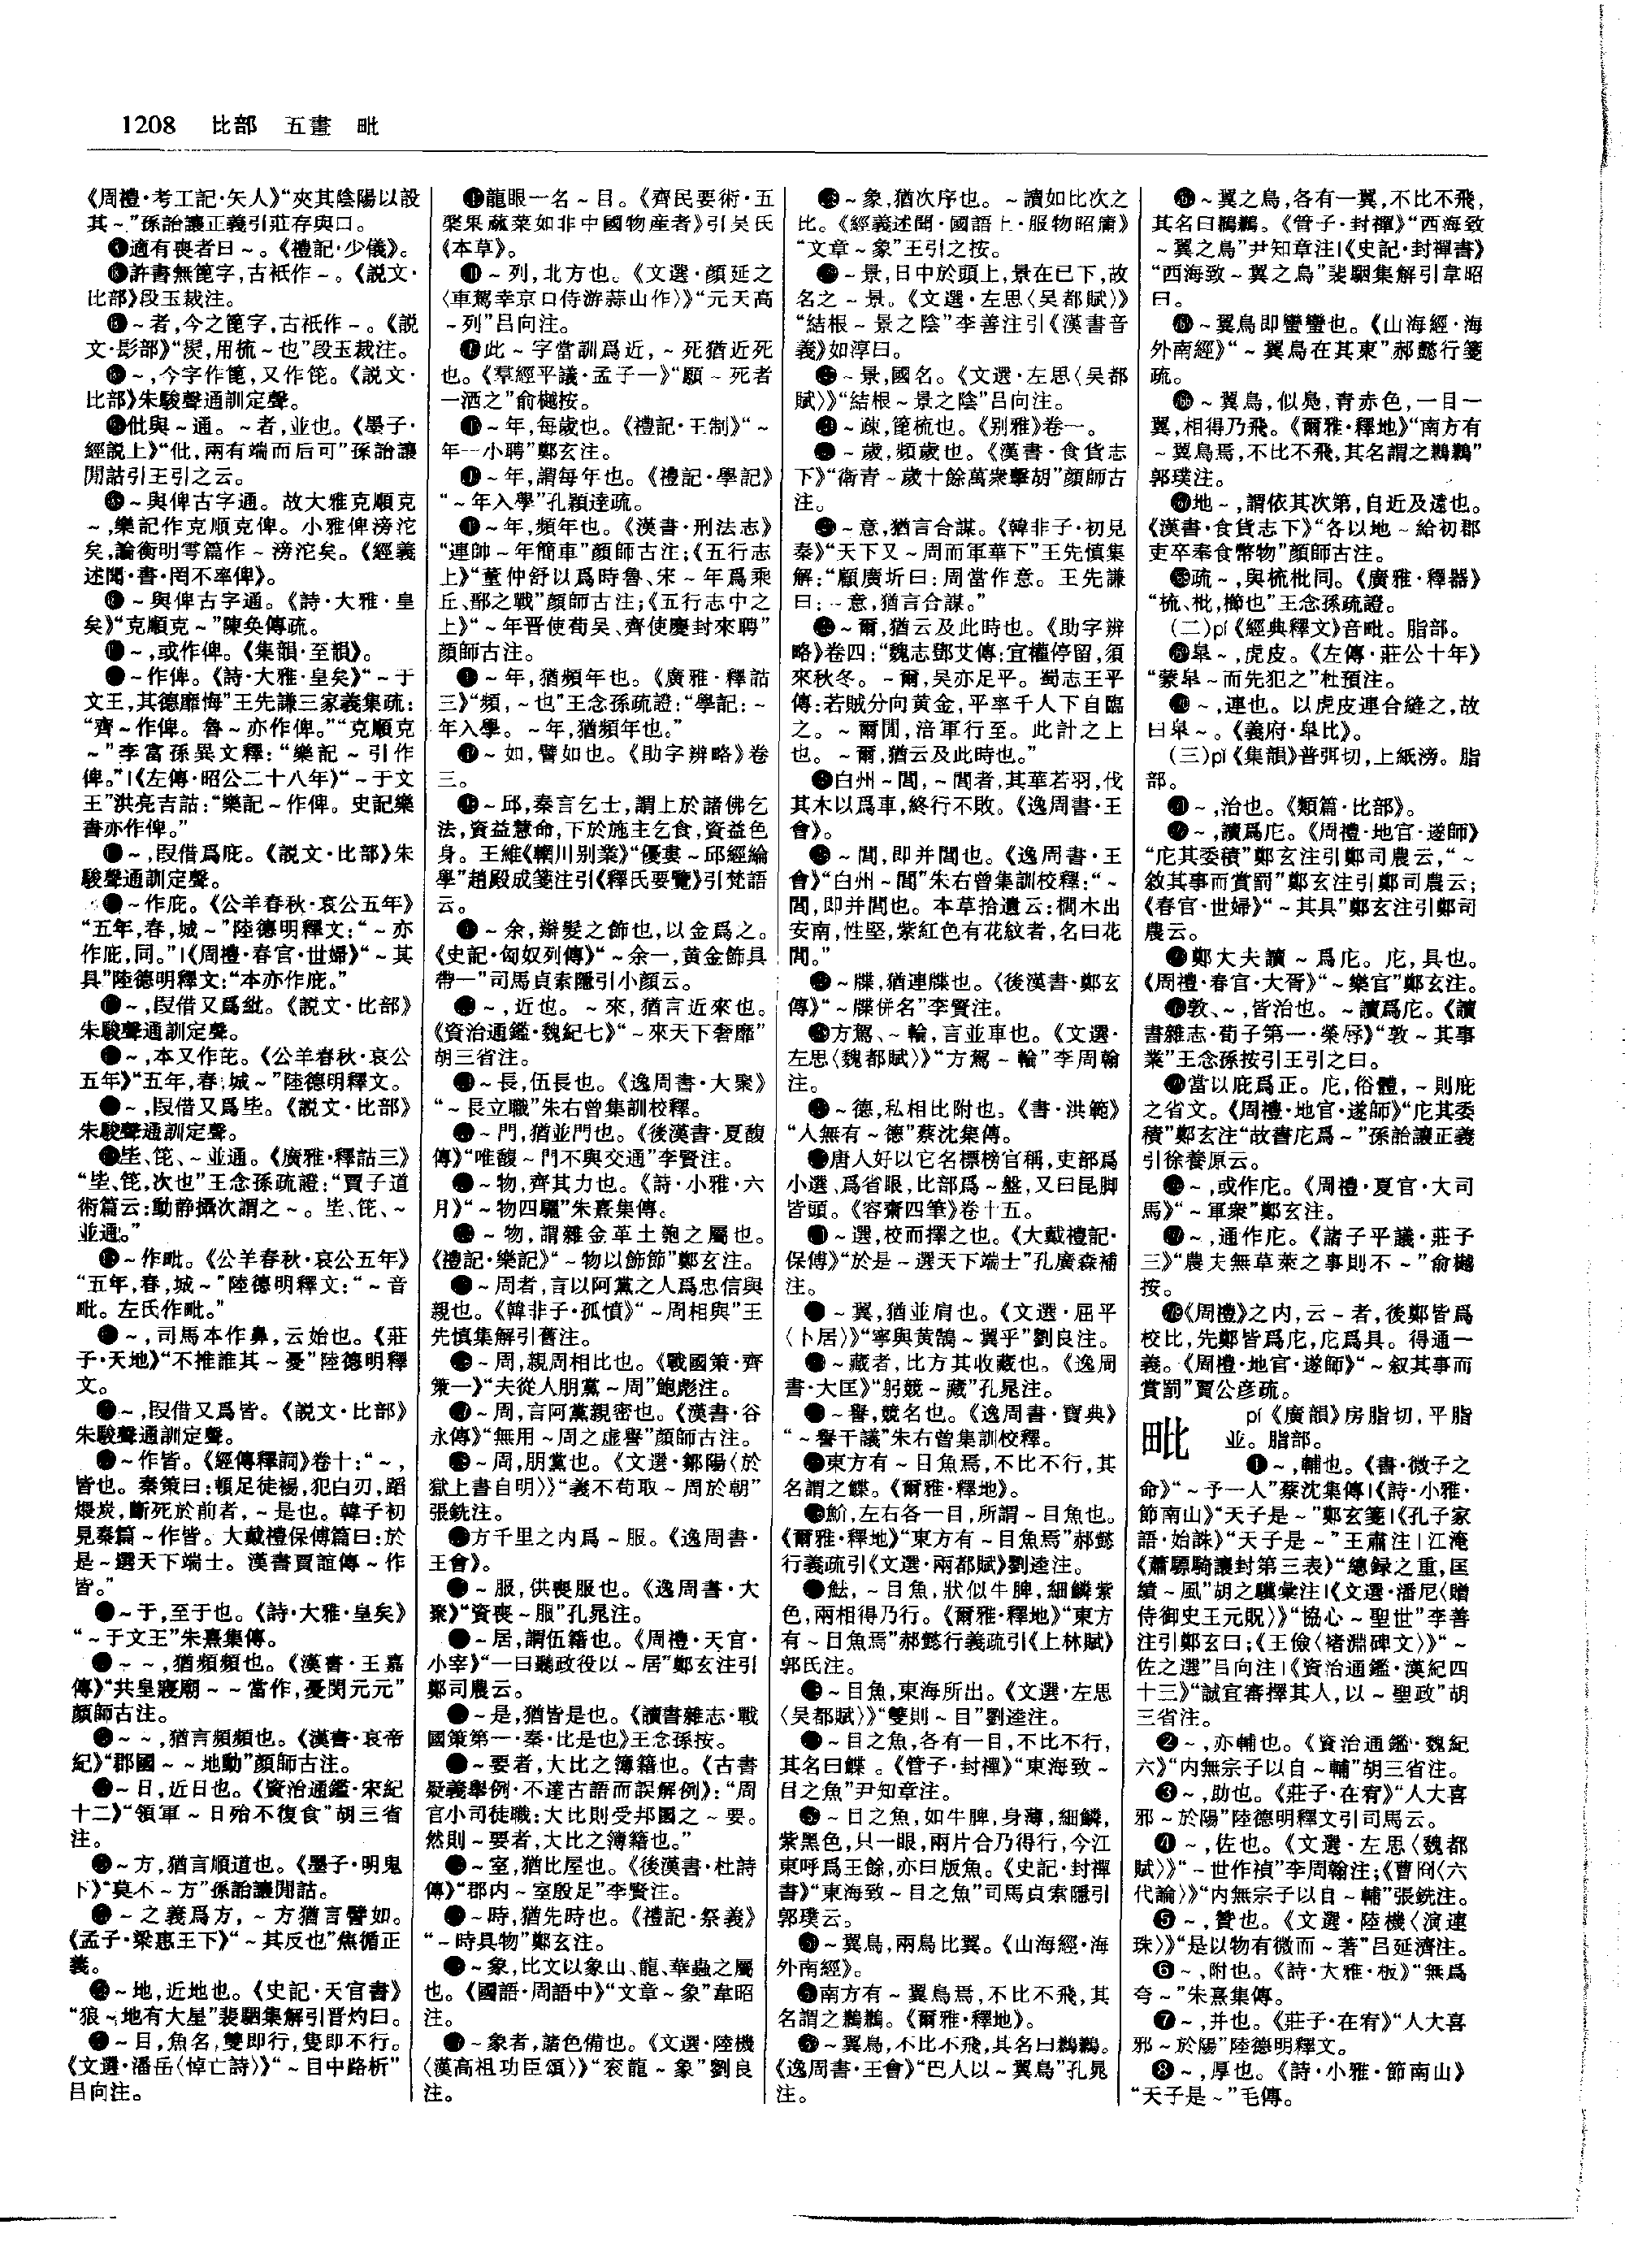 1208 比部 五畫 毗
《周禮·考工記·矢人》“夾其陰陽以設
其~”孫詒讓正義引莊存與曰。
適有喪者曰~。《禮記·少儀》。
許書無篦字,古衹作~。《説文·
比部》段玉裁注。
~者,今之篦字,古衹作~。《説
文·髟部》“髮,用梳~也”段玉裁注。
~,今字作篦,又作笓。《説文·
比部》朱駿聲通訓定聲。
仳與~通。~者,並也。《墨子·
經説上》“仳,兩有端而后可”孫詒讓
閒詁引王引之云。
~與俾古字通。故大雅克順克
~,樂記作克順克俾。小雅俾滂沱
矣,論衡明雩篇作~滂沱矣。《經義
述聞·書·罔不率俾》。
~與俾古字通。《詩·大雅·皇
矣》“克順克~”陳奂傳疏。
~,或作俾。《集韻·至韻》。
~作俾。《詩·大雅·皇矣》“~于
文王,其德靡悔”王先謙三家義集疏:
“齊~作俾。魯~亦作俾。”“克順克
~”李富孫異文釋:“樂記~引作
俾。”|《左傳·昭公二十八年》“~于文
王”洪亮吉詁:“樂記~作俾。史記樂
書亦作俾。”
~,叚借爲庇。《説文·比部》朱
駿聲通訓定聲。
~作庇。《公羊春秋·哀公五年》
“五年,春,城~”陸德明釋文:“~亦
作庇,同。”|《周禮·春官·世婦》“~其
具”陸德明釋文:“本亦作庇。”
~,叚借又爲紕。《説文·比部》
朱駿聲通訓定聲。
~,本又作芘。《公羊春秋·哀公
五年》“五年,春,城~”陸德明釋文。
~,叚借又爲坒。《説文·比部》
朱駿聲通訓定聲。
坒、笓、~並通。《廣雅·釋詁三》
“坒、笓,次也”王念孫疏證:“賈子道
術篇云:動静攝次謂之~。坒、笓、~
並通。”
~作毗。《公羊春秋·哀公五年》
“五年,春,城~”陸德明釋文:“~音
毗。左氏作毗。”
~,司馬本作鼻,云始也。《莊
子·天地》“不推誰其~憂”陸德明釋
文。
~,叚借又爲皆。《説文·比部》
朱駿聲通訓定聲。
~作皆。《經傳釋詞》卷十:“~,
皆也。秦策曰:頓足徒裼,犯白刃,蹈
煨炭,斷死於前者,~是也。韓子初
見秦篇~作皆。大戴禮保傅篇曰:於
是~選天下端士。漢書賈誼傳~作
皆。”
~于,至于也。《詩·大雅·皇矣》
“~于文王”朱熹集傳。
~~,猶頻頻也。《漢書·王嘉
傳》“共皇寢廟~~當作,憂閔元元”
顔師古注。
~~,猶言頻頻也。《漢書·哀帝
紀》“郡國~~地動”顔師古注。
~日,近日也。《資治通鑑·宋紀
十二》“領軍~日殆不復食”胡三省
注。
~方,猶言順道也。《墨子·明鬼
下》“莫不~方”孫詒讓閒詁。
~之義爲方,~方猶言譬如。
《孟子·梁惠王下》“~其反也”焦循正
義。
~地,近地也。《史記·天官書》
“狼~地有大星”裴駰集解引晋灼曰。
~目,魚名,雙即行,隻即不行。
《文選·潘岳〈悼亡詩〉》“~目中路析”
吕向注。
龍眼一名~目。《齊民要術·五
榖果蓏菜茹非中國物産者》引吴氏
《本草》。
~列,北方也。《文選·顔延之
〈車駕幸京口侍游蒜山作〉》“元天高
~列”吕向注。
此~字當訓爲近,~死猶近死
也。《羣經平議·孟子一》“願~死者
一洒之”俞樾按。
~年,每歲也。《禮記·王制》“~
年一小聘”鄭玄注。
~年,謂每年也。《禮記·學記》
“~年入學”孔穎達疏。
~年,頻年也。《漢書·刑法志》
“連帥~年簡車”顔師古注;《五行志
上》“董仲舒以爲時魯、宋~年爲乘
丘、鄑之戰”顔師古注;《五行志中之
上》“~年晋使荀吴、齊使慶封來聘”
顔師古注。
~年,猶頻年也。《廣雅·釋詁
三》“頻,~也”王念孫疏證:“學記:~
年入學。~年,猶頻年也。”
~如,譬如也。《助字辨略》卷
三。
~邱,秦言乞士,謂上於諸佛乞
法,資益慧命,下於施主乞食,資益色
身。王維《輞川别業》“優婁~邱經綸
學”趙殿成箋注引《釋氏要覽》引梵語
云。
~余,辮髮之飾也,以金爲之。
《史記·匈奴列傳》“~余一,黄金飾具
帶一”司馬貞索隱引小顔云。
~,近也。~來,猶言近來也。
《資治通鑑·魏紀七》“~來天下奢靡”
胡三省注。
~長,伍長也。《逸周書·大聚》
“~長立職”朱右曾集訓校釋。
~門,猶並門也。《後漢書·夏馥
傳》“唯馥~門不與交通”李賢注。
~物,齊其力也。《詩·小雅·六
月》“~物四驪”朱熹集傳。
~物,謂雜金革土匏之屬也。
《禮記·樂記》“~物以飾節”鄭玄注。
~周者,言以阿黨之人爲忠信與
親也。《韓非子·孤憤》“~周相與”王
先慎集解引舊注。
~周,親周相比也。《戰國策·齊
策一》“夫從人朋黨~周”鮑彪注。
~周,言阿黨親密也。《漢書·谷
永傳》“無用~周之虚譽”顔師古注。
~周,朋黨也。《文選·鄒陽〈於
獄上書自明〉》“義不苟取~周於朝”
張銑注。
方千里之内爲~服。《逸周書·
王會》。
~服,供喪服也。《逸周書·大
聚》“資喪~服”孔晁注。
~居,謂伍籍也。《周禮·天官·
小宰》“一曰聽政役以~居”鄭玄注引
鄭司農云。
~是,猶皆是也。《讀書雜志·戰
國策第一·秦·比是也》王念孫按。
~要者,大比之簿籍也。《古書
疑義舉例·不達古語而誤解例》:“周
官小司徒職:大比則受邦國之~要。
然則~要者,大比之簿籍也。”
~室,猶比屋也。《後漢書·杜詩
傳》“郡内~室殷足”李賢注。
~時,猶先時也。《禮記·祭義》
“~時具物”鄭玄注。
~象,比文以象山、龍、華蟲之屬
也。《國語·周語中》“文章~象”韋昭
注。
~象者,諸色備也。《文選·陸機
〈漢高祖功臣頌〉》“衮龍~象”劉良
注。
~象,猶次序也。~讀如比次之
比。《經義述聞·國語上·服物昭庸》
“文章~象”王引之按。
~景,日中於頭上,景在已下,故
名之~景。《文選·左思〈吴都賦〉》
“結根~景之陰”李善注引《漢書音
義》如淳曰。
~景,國名。《文選·左思〈吴都
賦〉》“結根~景之陰”吕向注。
~疎,篦梳也。《别雅》卷一。
~歲,頻歲也。《漢書·食貨志
下》“衛青~歲十餘萬衆擊胡”顔師古
注。
~意,猶言合謀。《韓非子·初見
秦》“天下又~周而軍華下”王先慎集
解:“顧廣圻曰:周當作意。王先謙
曰:~意,猶言合謀。”
~爾,猶云及此時也。《助字辨
略》卷四:“魏志鄧艾傳:宜權停留,須
來秋冬。~爾,吴亦足平。蜀志王平
傳:若賊分向黄金,平率千人下自臨
之。~爾閒,涪軍行至。此計之上
也。~爾,猶云及此時也。”
白州~閭,~閭者,其華若羽,伐
其木以爲車,終行不敗。《逸周書·王
會》。
~閭,即并閭也。《逸周書·王
會》“白州~閭”朱右曾集訓校釋:“~
閭,即并閭也。本草拾遺云:櫚木出
安南,性堅,紫紅色有花紋者,名曰花
閭。”
~牒,猶連牒也。《後漢書·鄭玄
傳》“~牒併名”李賢注。
方駕、~輪,言並車也。《文選·
左思〈魏都賦〉》“方駕~輪”李周翰
注。
~德,私相比附也。《書·洪範》
“人無有~德”蔡沈集傳。
唐人好以它名標榜官稱,吏部爲
小選、爲省眼,比部爲~盤,又曰昆脚
皆頭。《容齋四筆》卷十五。
~選,校而擇之也。《大戴禮記·
保傅》“於是~選天下端士”孔廣森補
注。
~翼,猶並肩也。《文選·屈平
〈卜居〉》“寧與黄鵠~翼乎”劉良注。
~藏者,比方其收藏也。《逸周
書·大匡》“躬競~藏”孔晁注。
~譽,競名也。《逸周書·寶典》
“~譽干議”朱右曾集訓校釋。
東方有~目魚焉,不比不行,其
名謂之鰈。《爾雅·釋地》。
魪,左右各一目,所謂~目魚也。
《爾雅·釋地》“東方有~目魚焉”郝懿
行義疏引《文選·兩都賦》劉逵注。
魼,~目魚,狀似牛脾,細鱗紫
色,兩相得乃行。《爾雅·釋地》“東方
有~目魚焉”郝懿行義疏引《上林賦》
郭氏注。
~目魚,東海所出。《文選·左思
〈吴都賦〉》“雙則~目”劉逵注。
~目之魚,各有一目,不比不行,
其名曰鰈。《管子·封禪》“東海致~
目之魚”尹知章注。
~目之魚,如牛脾,身薄,細鱗,
紫黑色,只一眼,兩片合乃得行,今江
東呼爲王餘,亦曰版魚。《史記·封禪
書》“東海致~目之魚”司馬貞索隱引
郭璞云。
~翼鳥,兩鳥比翼。《山海經·海
外南經》。
南方有~翼鳥焉,不比不飛,其
名謂之鶼鶼。《爾雅·釋地》。
~翼鳥,不比不飛,其名曰鶼鶼。
《逸周書·王會》“巴人以~翼鳥”孔晁
注。
~翼之鳥,各有一翼,不比不飛,
其名曰鶼鶼。《管子·封禪》“西海致
~翼之鳥”尹知章注|《史記·封禪書》
“西海致~翼之鳥”裴駰集解引韋昭
曰。
~翼鳥即蠻蠻也。《山海經·海
外南經》“~翼鳥在其東”郝懿行箋
疏。
~翼鳥,似鳧,青赤色,一目一
翼,相得乃飛。《爾雅·釋地》“南方有
~翼鳥焉,不比不飛,其名謂之鶼鶼”
郭璞注。
地~,謂依其次第,自近及遠也。
《漢書·食貨志下》“各以地~給初郡
吏卒奉食幣物”顔師古注。
疏~,與梳枇同。《廣雅·釋器》
“梳、枇,櫛也”王念孫疏證。
(二)pí《經典釋文》音毗。脂部。
皋~,虎皮。《左傳·莊公十年》
“蒙皋~而先犯之”杜預注。
~,連也。以虎皮連合縫之,故
曰皋~。《義府·皋比》。
(三)pǐ《集韻》普弭切,上紙滂。脂
部。
~,治也。《類篇·比部》。
~,讀爲庀。《周禮·地官·遂師》
“庀其委積”鄭玄注引鄭司農云,“~
敘其事而賞罰”鄭玄注引鄭司農云;
《春官·世婦》“~其具”鄭玄注引鄭司
農云。
鄭大夫讀~爲庀。庀,具也。
《周禮·春官·大胥》“~樂官”鄭玄注。
敦、~,皆治也。~讀爲庀。《讀
書雜志·荀子第一·榮辱》“敦~其事
業”王念孫按引王引之曰。
當以庇爲正。庀,俗體,~則庇
之省文。《周禮·地官·遂師》“庀其委
積”鄭玄注“故書庀爲~”孫詒讓正義
引徐養原云。
~,或作庀。《周禮·夏官·大司
馬》“~軍衆”鄭玄注。
~,通作庀。《諸子平議·莊子
三》“農夫無草萊之事則不~”俞樾
按。
《周禮》之内,云~者,後鄭皆爲
校比,先鄭皆爲庀,庀爲具。得通一
義。《周禮·地官·遂師》“~叙其事而
賞罰”賈公彦疏。
毗 pí《廣韻》房脂切,平脂
並。脂部。
❶~,輔也。《書·微子之
命》“~予一人”蔡沈集傳|《詩·小雅·
節南山》“天子是~”鄭玄箋|《孔子家
語·始誅》“天子是~”王肅注|江淹
《蕭驃騎讓封第三表》“總録之重,匡
績~風”胡之驥彙注|《文選·潘尼〈贈
侍御史王元貺〉》“協心~聖世”李善
注引鄭玄曰;《王儉〈褚淵碑文〉》“~
佐之選”吕向注|《資治通鑑·漢紀四
十三》“誠宜審擇其人,以~聖政”胡
三省注。
❷~,亦輔也。《資治通鑑·魏紀
六》“内無宗子以自~輔”胡三省注。
❸~,助也。《莊子·在宥》“人大喜
邪~於陽”陸德明釋文引司馬云。
❹~,佐也。《文選·左思〈魏都
賦〉》“~世作禎”李周翰注;《曹冏〈六
代論〉》“内無宗子以自~輔”張銑注。
❺~,贊也。《文選·陸機〈演連
珠〉》“是以物有微而~著”吕延濟注。
❻~,附也。《詩·大雅·板》“無爲
夸~”朱熹集傳。
❼~,并也。《莊子·在宥》“人大喜
邪~於陽”陸德明釋文。
❽~,厚也。《詩·小雅·節南山》
“天子是~”毛傳。